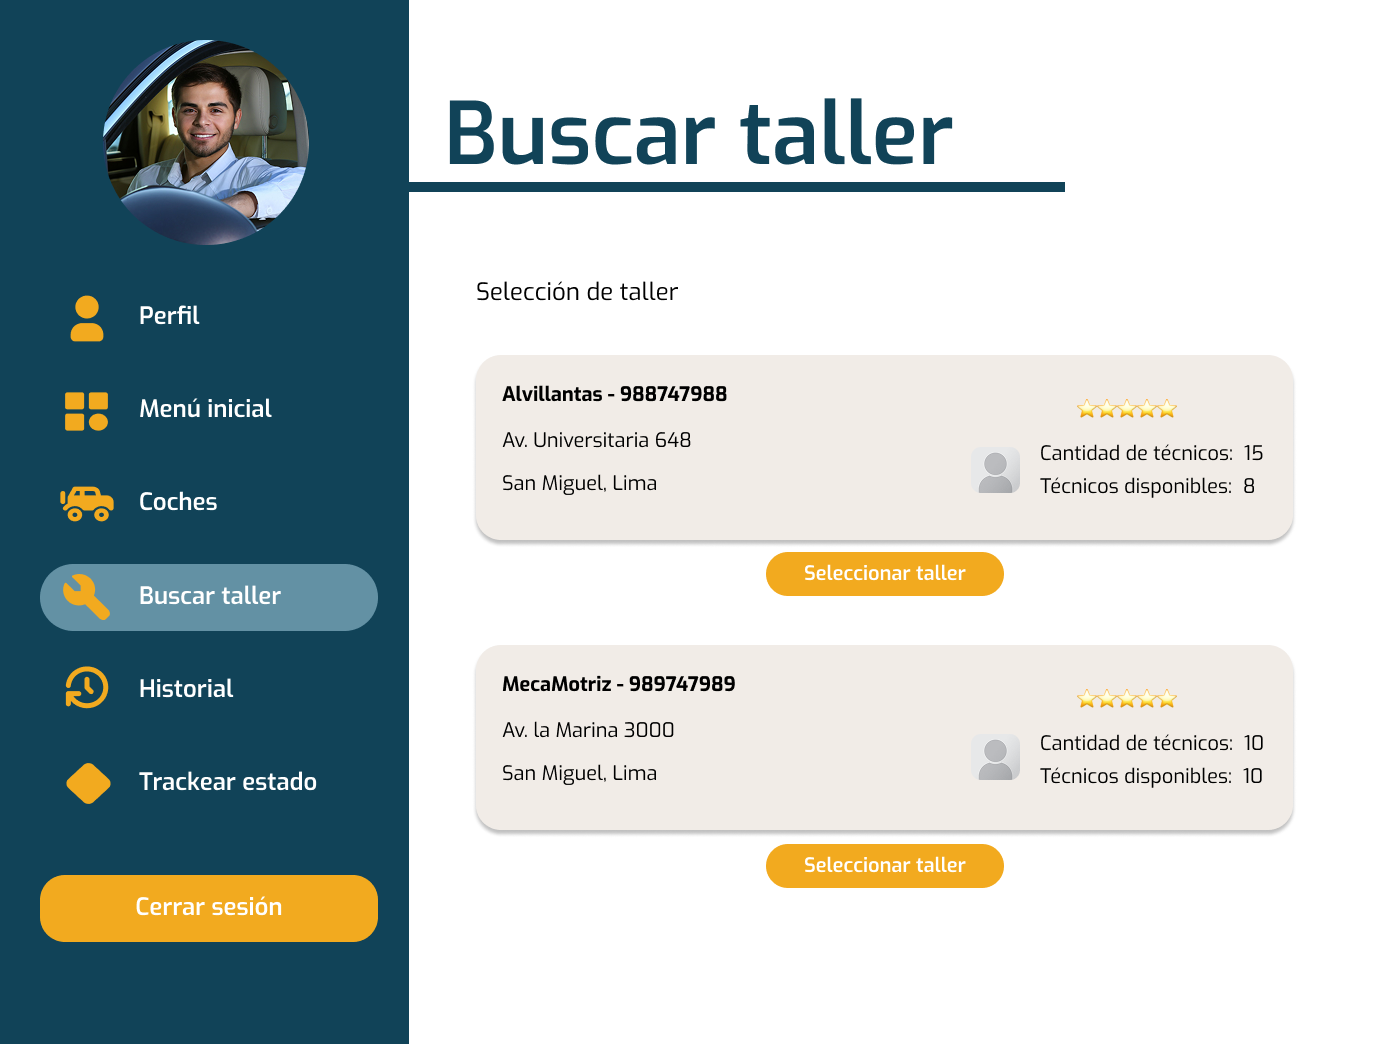 Buscar taller
Perfil
Menú inicial
Coches
Buscar taller
Historial
Trackear estado
Cerrar sesión
Selección de taller
Alvillantas - 988747988
Av. Universitaria 648
San Miguel, Lima
Cantidad de técnicos: 15
Técnicos disponibles: 8
Seleccionar taller
MecaMotriz - 989747989
Av. la Marina 3000
San Miguel, Lima
Cantidad de técnicos: 10
Técnicos disponibles: 10
Seleccionar taller